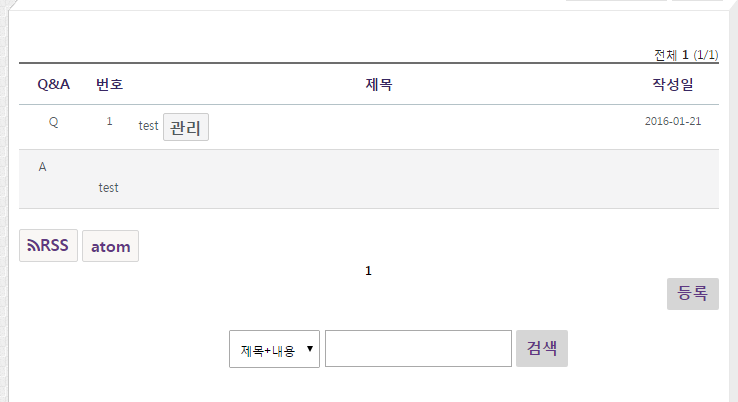 전체 1 (1/1)
Q&A 번호 제목 작성일
Q 1 test 관리 2016-01-21
A
test
RSS atom
1
등록
제목+내용 검색